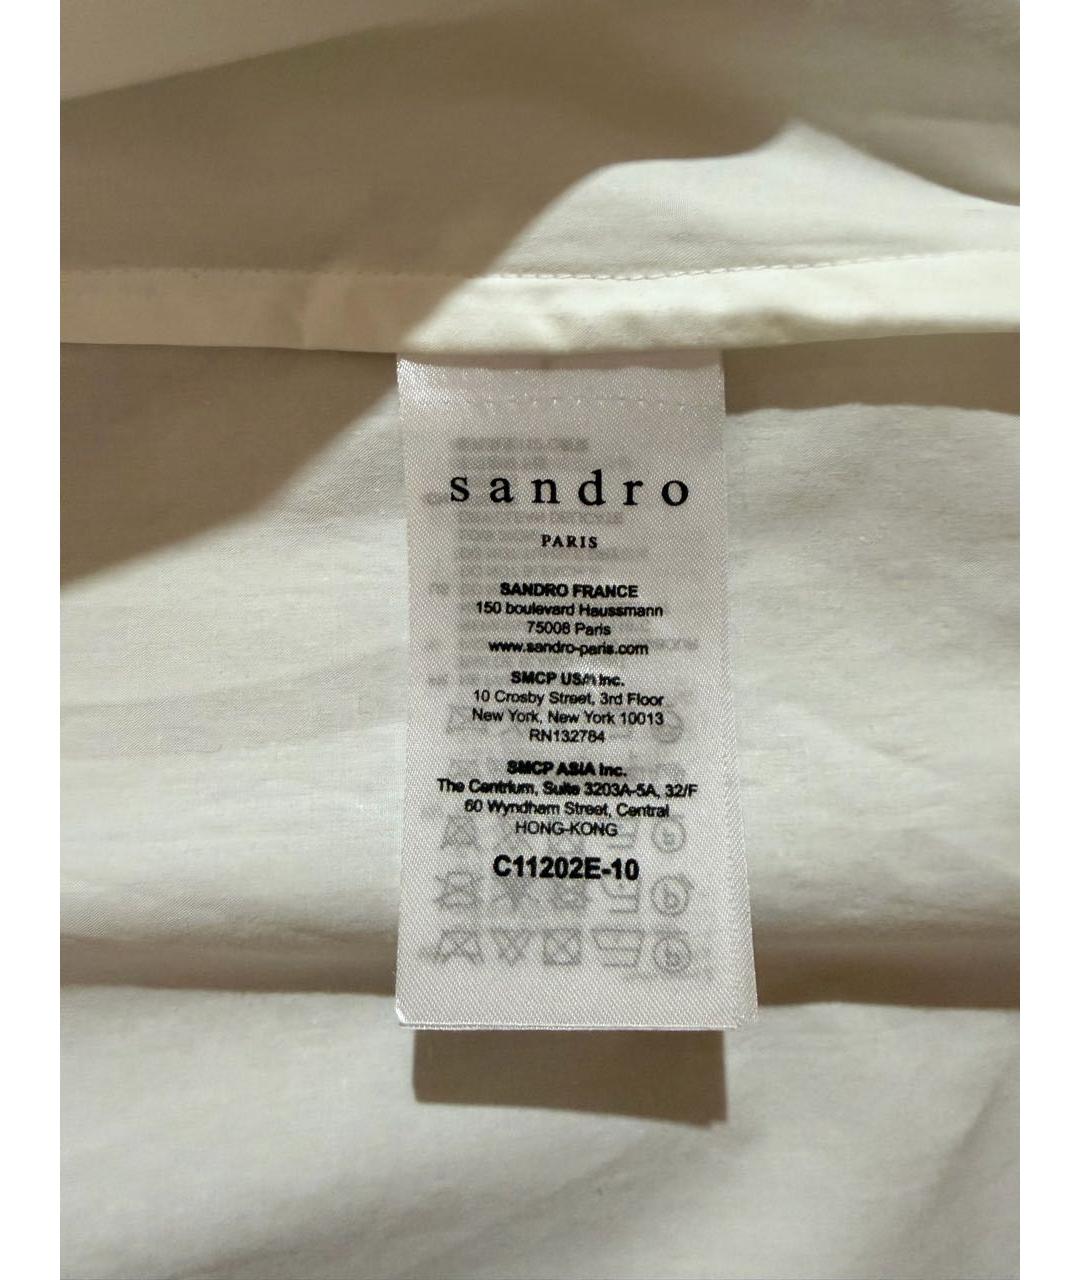 sandro
PARIS
SANDRO FRANCE
150 boulevard Haussmann
75008 Paris
www.sandro-paris.com
SMCP USA Inc.
10 Crosby Street, 3rd Floor
New York, New York 10013
RN132784
SMCP ASIA Inc.
The Centrium, Suite 3203A-5A, 32/F
60 Wyndham Street, Central
HONG-KONG
C11202E-10